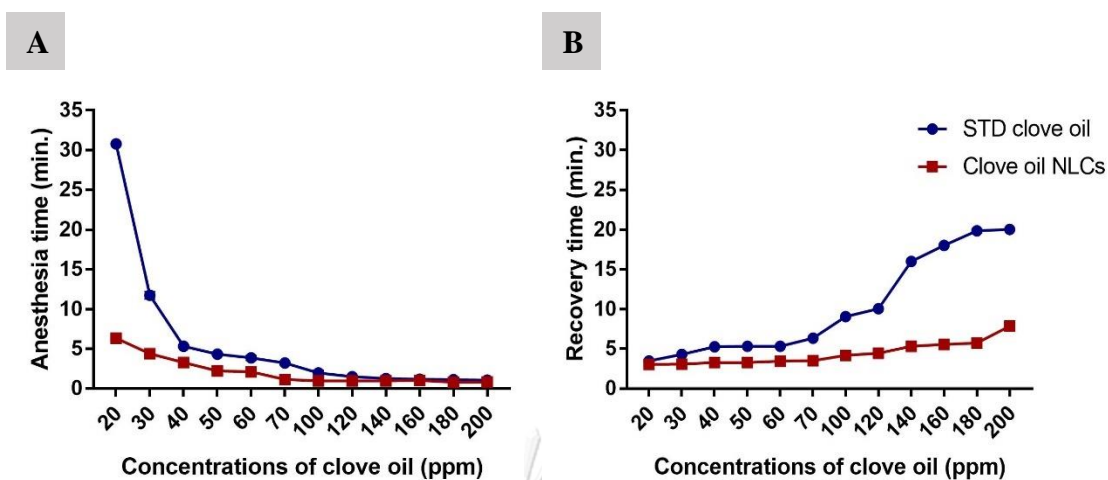 A
B
35
30
25
20
15
10
5
0
Anesthesia time (min.)
20 30 40 50 60 70 100 120 140 160 180 200
Concentrations of clove oil (ppm)
35
30
25
20
15
10
5
0
Recovery time (min.)
STD clove oil
Clove oil NLCs
20 30 40 50 60 70 100 120 140 160 180 200
Concentrations of clove oil (ppm)